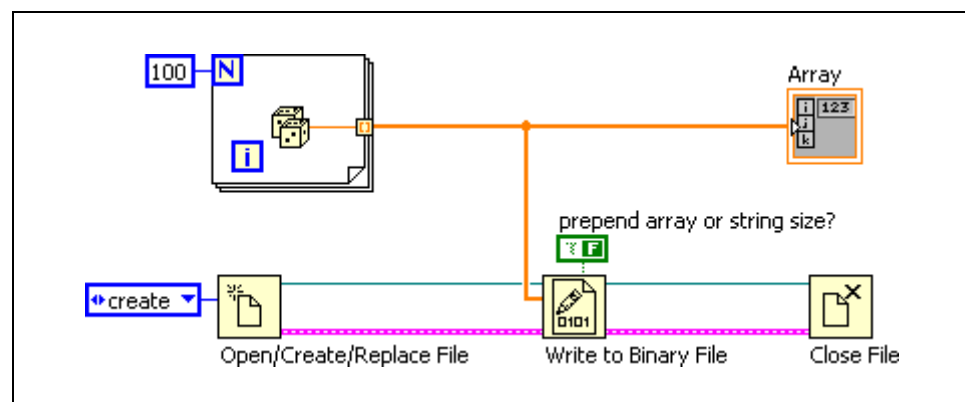 100
N
i
Array
i
j
k
123
prepend array or string size?
F
create
0101
Open/Create/Replace File
Write to Binary File
Close File